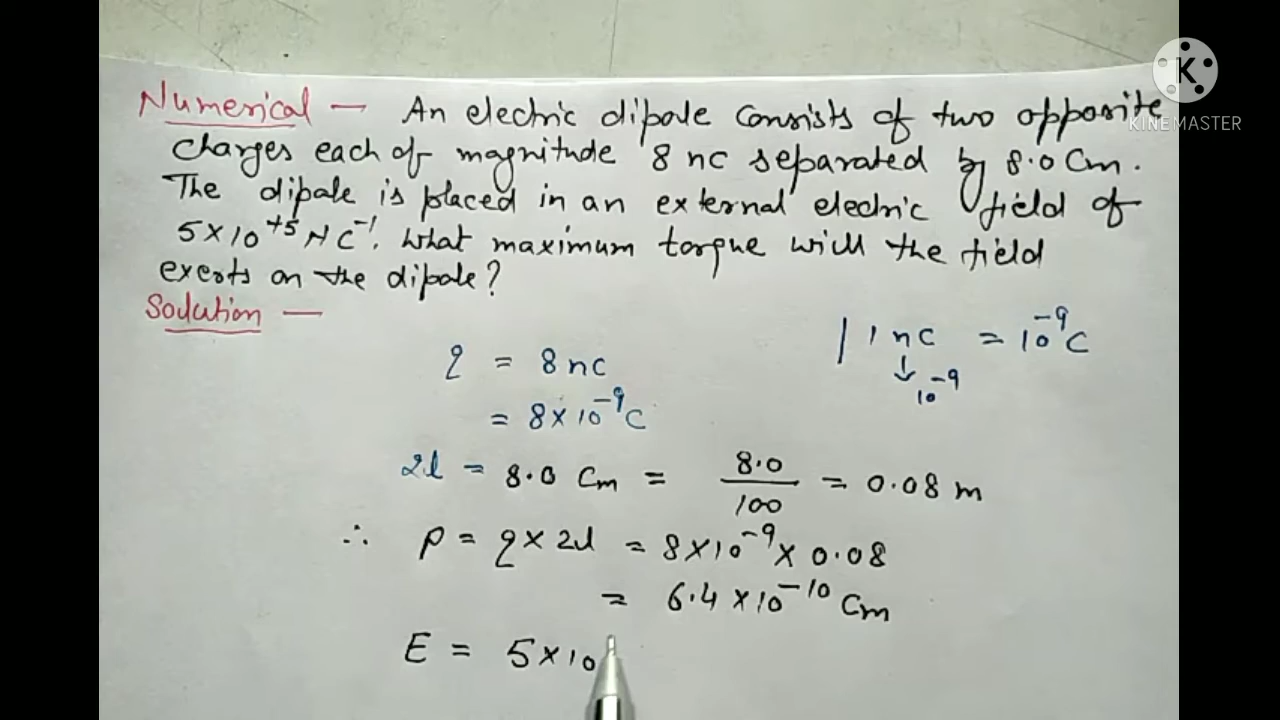 Numerical — An electric dipole consists of two opposite
charges each of magnitude 8 nc separated by 8.0 Cm.
The dipole is placed in an external electric field of
5×10⁺⁵ N C⁻¹. What maximum torque will the field
exerts on the dipole?
Solution —
q = 8 nc
| 1 nc = 10⁻⁹ C
↓ 10⁻⁹
= 8×10⁻⁹ C
2l = 8.0 Cm = 8.0/100 = 0.08 m
∴ p = q × 2l = 8×10⁻⁹ × 0.08
= 6.4 × 10⁻¹⁰ Cm
E = 5×10
K
KINEMASTER